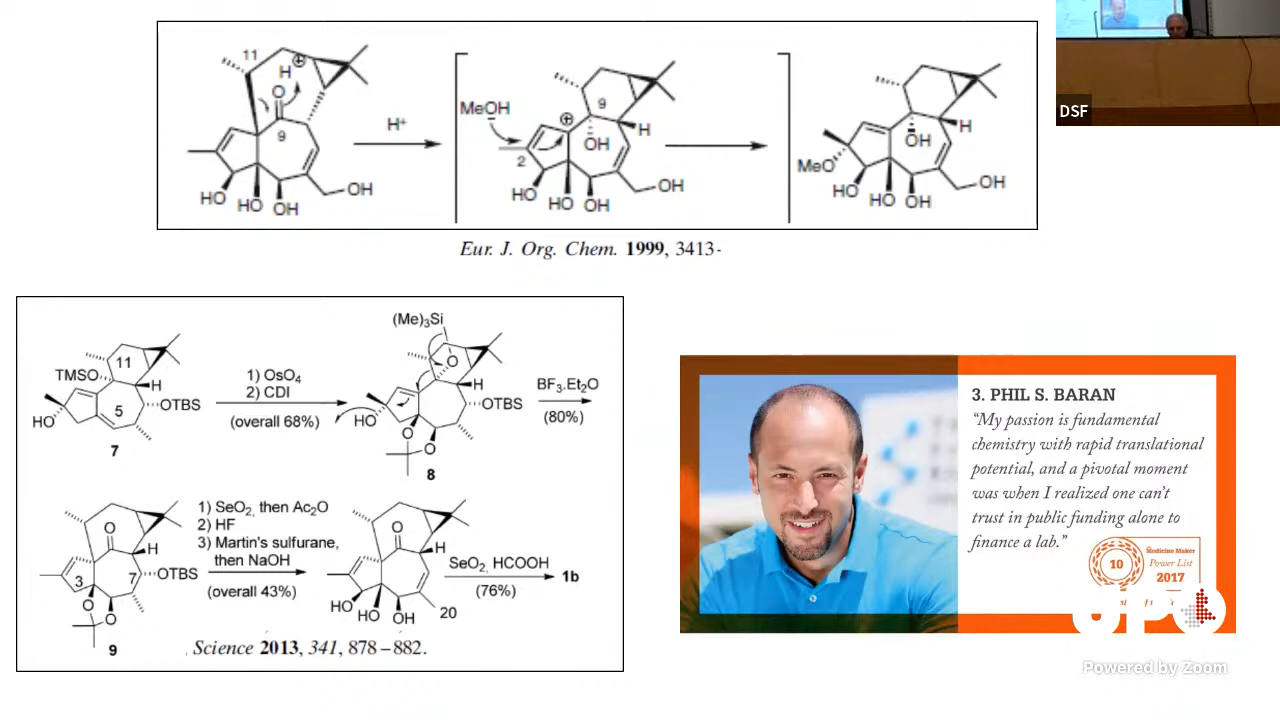 11
H
⊕
O
9
HO
HO
OH
OH
H⁺
MeOH
⊕
9
H
OH
2
HO
HO
OH
OH
H
OH
MeO
HO
HO
OH
OH
DSF
Eur. J. Org. Chem. 1999, 3413-
11
TMSO
H
5
OTBS
HO
7
1) OsO4
2) CDI
(overall 68%)
(Me)3Si
O
H
OTBS
HO
O
O
8
BF3.Et2O
(80%)
O
H
3
7
OTBS
O
O
9
1) SeO2, then Ac2O
2) HF
3) Martin's sulfurane,
then NaOH
(overall 43%)
O
H
HO
HO
OH
20
SeO2, HCOOH
(76%)
1b
Science 2013, 341, 878–882.
3. PHIL S. BARAN
“My passion is fundamental
chemistry with rapid translational
potential, and a pivotal moment
was when I realized one can’t
trust in public funding alone to
finance a lab.”
10
Medicine Maker
Power List
2017
Powered by Zoom